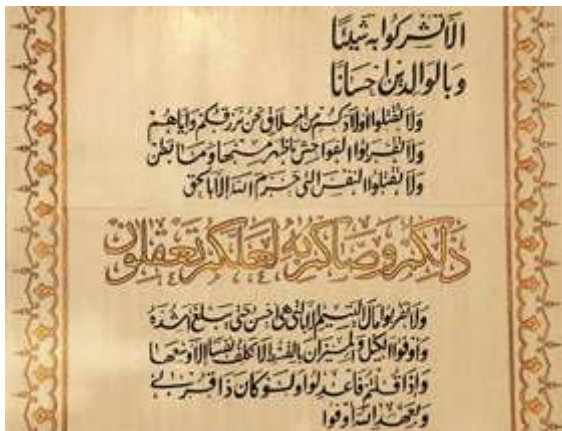 الا تشركوا به شيئا
وبالوالدين احسانا
ولا تقتلوا اولادكم من املاق نحن نرزقكم واياهم
ولا تقربوا الفواحش ما ظهر منها وما بطن
ولا تقتلوا النفس التي حرم الله الا بالحق
ذلكم وصاكم به لعلكم تعقلون
ولا تقربوا مال اليتيم الا بالتي هي احسن حتى يبلغ اشده
واوفوا الكيل والميزان بالقسط لا نكلف نفسا الا وسعها
واذا قلتم فاعدلوا ولو كان ذا قربى
وبعهد الله اوفوا